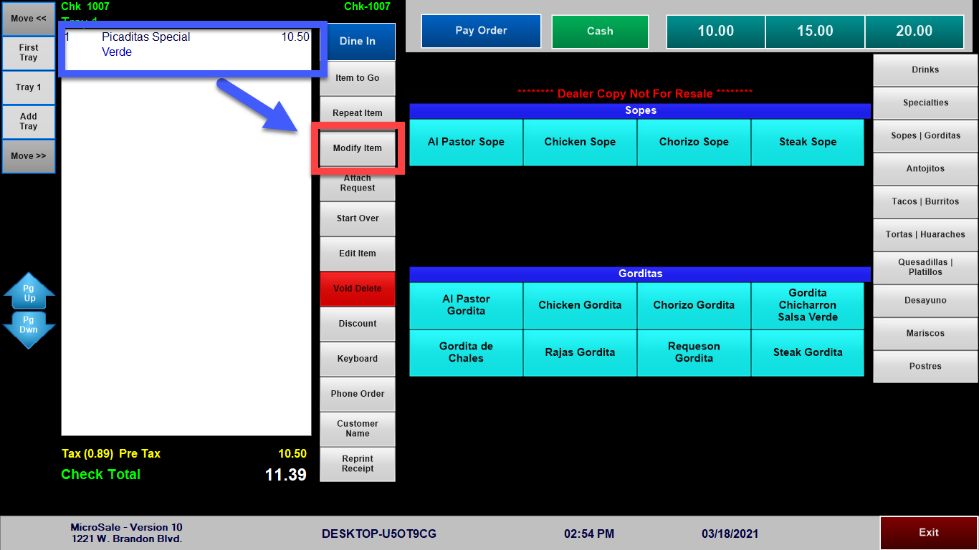 Chk 1007
Chk-1007
Tray 1
1 Picaditas Special 10.50
Verde
Move <<
First
Tray
Tray 1
Add
Tray
Move >>
Pg
Up
Pg
Dwn
Tax (0.89) Pre Tax 10.50
Check Total 11.39
Dine In
Item to Go
Repeat Item
Modify Item
Attach
Request
Start Over
Edit Item
Void Delete
Discount
Keyboard
Phone Order
Customer
Name
Reprint
Receipt
Pay Order
Cash
10.00
15.00
20.00
******** Dealer Copy Not For Resale ********
Sopes
Al Pastor Sope
Chicken Sope
Chorizo Sope
Steak Sope
Gorditas
Al Pastor
Gordita
Chicken Gordita
Chorizo Gordita
Gordita
Chicharron
Salsa Verde
Gordita de
Chales
Rajas Gordita
Requeson
Gordita
Steak Gordita
Drinks
Specialties
Sopes | Gorditas
Antojitos
Tacos | Burritos
Tortas | Huaraches
Quesadillas |
Platillos
Desayuno
Mariscos
Postres
MicroSale - Version 10
1221 W. Brandon Blvd.
DESKTOP-U5OT9CG
02:54 PM
03/18/2021
Exit